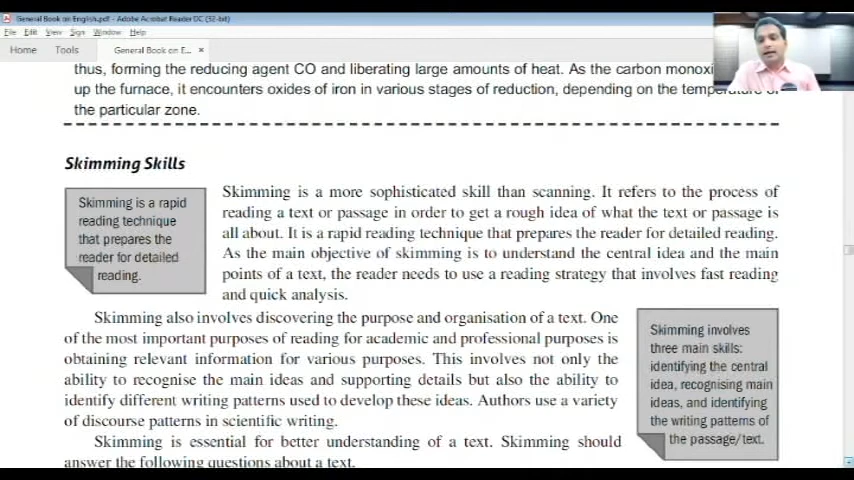 General Book on English.pdf - Adobe Acrobat Reader DC (32-bit)
File Edit View Sign Window Help
Home Tools General Book on E... ×
thus, forming the reducing agent CO and liberating large amounts of heat. As the carbon monoxi
up the furnace, it encounters oxides of iron in various stages of reduction, depending on the temperature of
the particular zone.
Skimming Skills
Skimming is a rapid
reading technique
that prepares the
reader for detailed
reading.
Skimming is a more sophisticated skill than scanning. It refers to the process of
reading a text or passage in order to get a rough idea of what the text or passage is
all about. It is a rapid reading technique that prepares the reader for detailed reading.
As the main objective of skimming is to understand the central idea and the main
points of a text, the reader needs to use a reading strategy that involves fast reading
and quick analysis.
Skimming also involves discovering the purpose and organisation of a text. One
of the most important purposes of reading for academic and professional purposes is
obtaining relevant information for various purposes. This involves not only the
ability to recognise the main ideas and supporting details but also the ability to
identify different writing patterns used to develop these ideas. Authors use a variety
of discourse patterns in scientific writing.
Skimming involves
three main skills:
identifying the central
idea, recognising main
ideas, and identifying
the writing patterns of
the passage/text.
Skimming is essential for better understanding of a text. Skimming should
answer the following questions about a text.